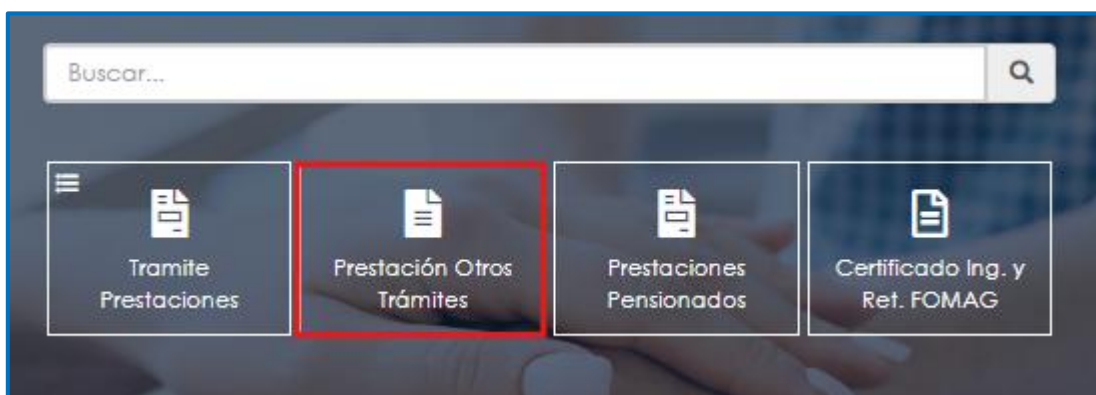 Buscar...
Tramite
Prestaciones
Prestación Otros
Trámites
Prestaciones
Pensionados
Certificado Ing. y
Ret. FOMAG